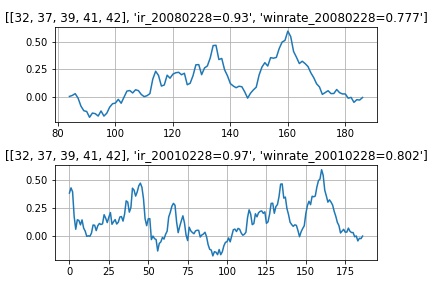 [[32, 37, 39, 41, 42], 'ir_20080228=0.93', 'winrate_20080228=0.777']
0.50
0.25
0.00
80 100 120 140 160 180
[[32, 37, 39, 41, 42], 'ir_20010228=0.97', 'winrate_20010228=0.802']
0.50
0.25
0.00
0 25 50 75 100 125 150 175